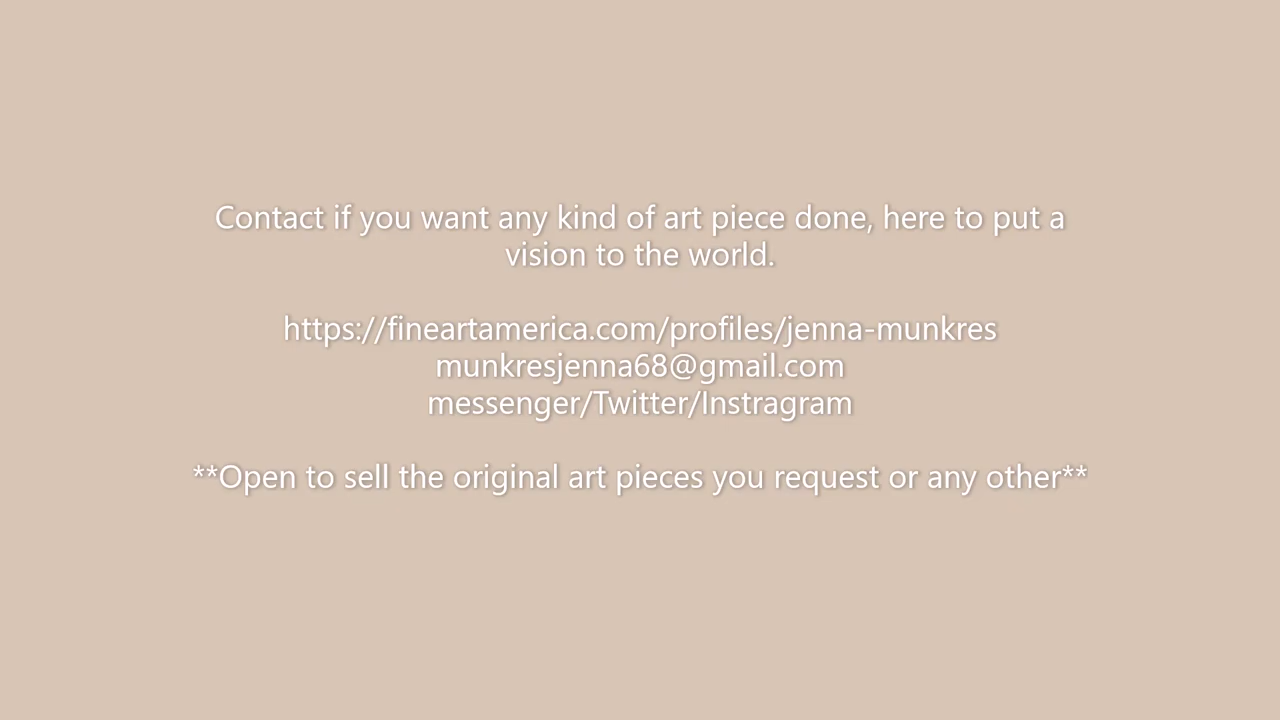 Contact if you want any kind of art piece done, here to put a
vision to the world.
https://fineartamerica.com/profiles/jenna-munkres
munkresjenna68@gmail.com
messenger/Twitter/Instragram
**Open to sell the original art pieces you request or any other**